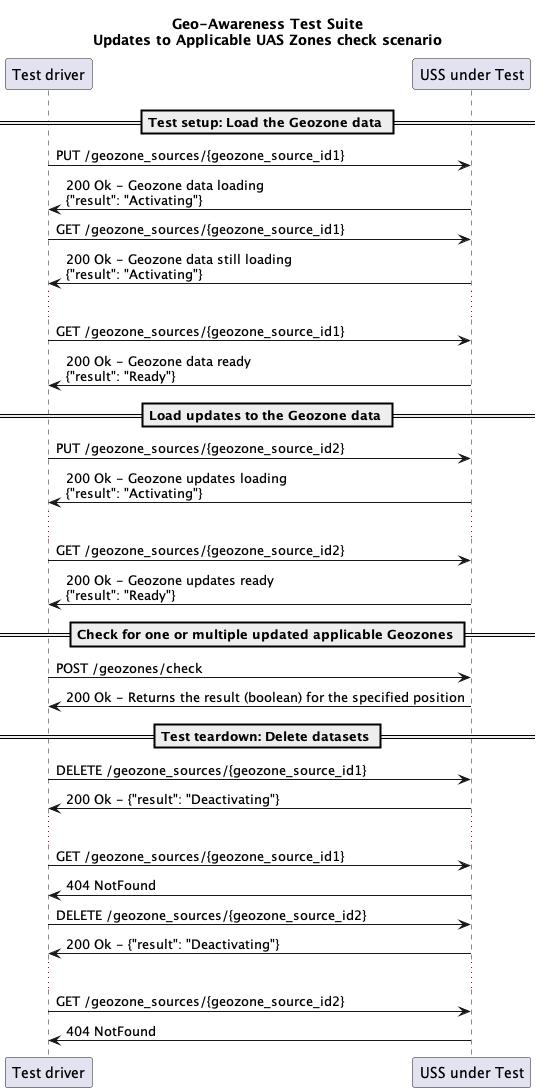 Geo-Awareness Test Suite
Updates to Applicable UAS Zones check scenario
Test driver
USS under Test
Test setup: Load the Geozone data
PUT /geozone_sources/{geozone_source_id1}
200 Ok - Geozone data loading
{"result": "Activating"}
GET /geozone_sources/{geozone_source_id1}
200 Ok - Geozone data still loading
{"result": "Activating"}
GET /geozone_sources/{geozone_source_id1}
200 Ok - Geozone data ready
{"result": "Ready"}
Load updates to the Geozone data
PUT /geozone_sources/{geozone_source_id2}
200 Ok - Geozone updates loading
{"result": "Activating"}
GET /geozone_sources/{geozone_source_id2}
200 Ok - Geozone updates ready
{"result": "Ready"}
Check for one or multiple updated applicable Geozones
POST /geozones/check
200 Ok - Returns the result (boolean) for the specified position
Test teardown: Delete datasets
DELETE /geozone_sources/{geozone_source_id1}
200 Ok - {"result": "Deactivating"}
GET /geozone_sources/{geozone_source_id1}
404 NotFound
DELETE /geozone_sources/{geozone_source_id2}
200 Ok - {"result": "Deactivating"}
GET /geozone_sources/{geozone_source_id2}
404 NotFound
Test driver
USS under Test